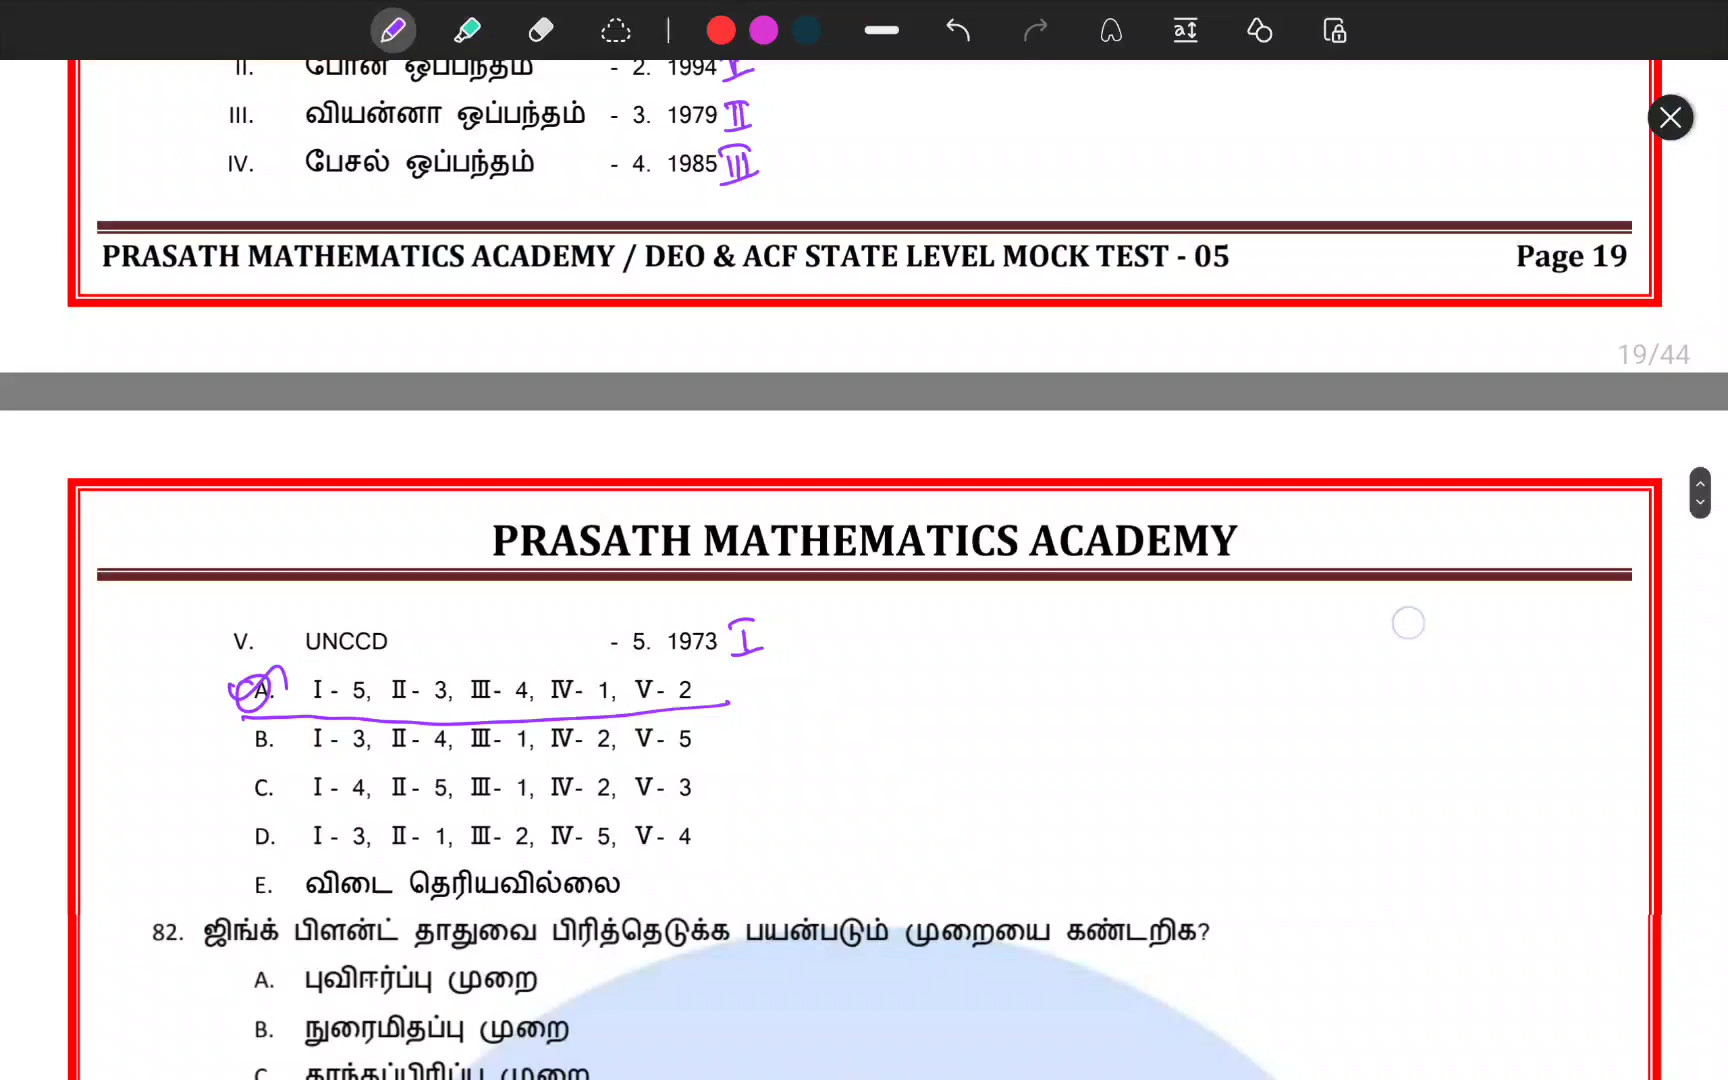 II. போன் ஒப்பந்தம் - 2. 1994 I
III. வியன்னா ஒப்பந்தம் - 3. 1979 II
IV. பேசல் ஒப்பந்தம் - 4. 1985 III
PRASATH MATHEMATICS ACADEMY / DEO & ACF STATE LEVEL MOCK TEST - 05 Page 19
19/44
PRASATH MATHEMATICS ACADEMY
V. UNCCD - 5. 1973 I
A. I - 5, II - 3, III - 4, IV - 1, V - 2
B. I - 3, II - 4, III - 1, IV - 2, V - 5
C. I - 4, II - 5, III - 1, IV - 2, V - 3
D. I - 3, II - 1, III - 2, IV - 5, V - 4
E. விடை தெரியவில்லை
82. ஜிங்க் பிளண்ட் தாதுவை பிரித்தெடுக்க பயன்படும் முறையை கண்டறிக?
A. புவிஈர்ப்பு முறை
B. நுரைமிதப்பு முறை
C. காந்தப்பிரிப்பு முறை